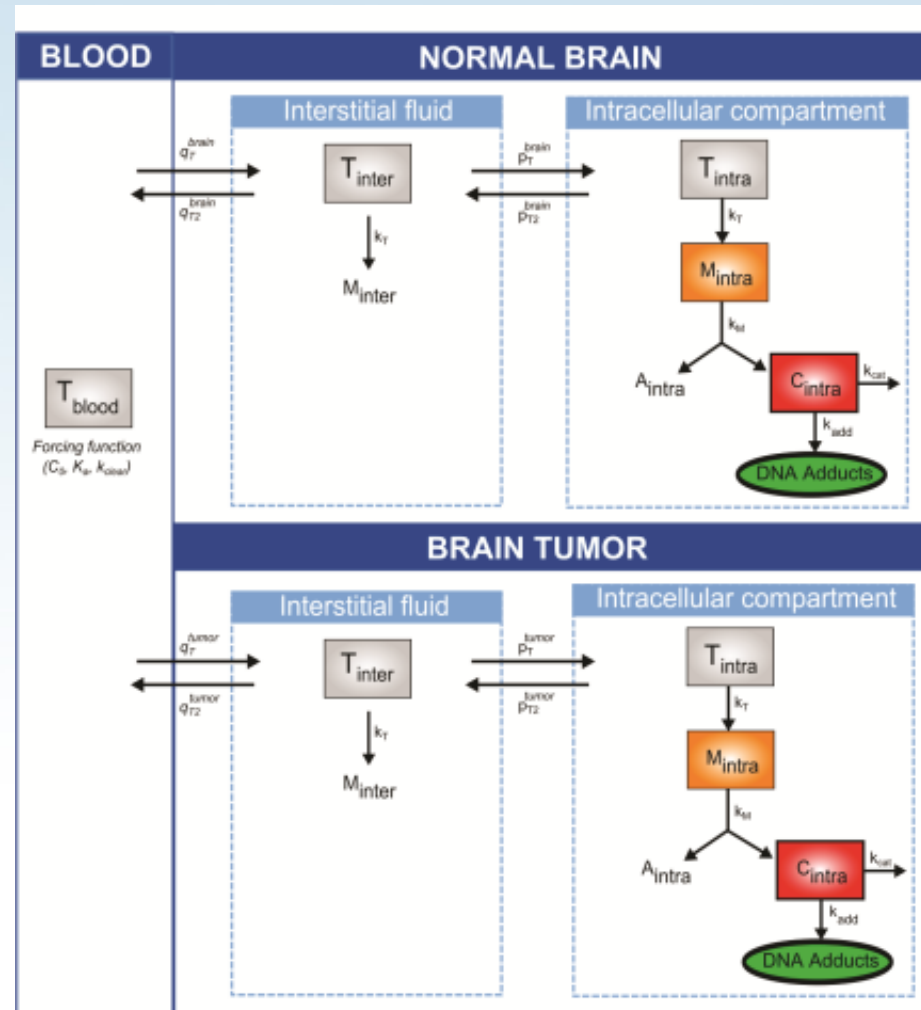 BLOOD
NORMAL BRAIN
Interstitial fluid
Intracellular compartment
q_T^brain
q_T2^brain
T_inter
k_T
M_inter
p_T^brain
p_T2^brain
T_intra
k_T
M_intra
k_M
A_intra
C_intra
k_cat
k_add
DNA Adducts
T_blood
Forcing function
BRAIN TUMOR
Interstitial fluid
Intracellular compartment
q_T^tumor
q_T2^tumor
T_inter
k_T
M_inter
p_T^tumor
p_T2^tumor
T_intra
k_T
M_intra
k_M
A_intra
C_intra
k_cat
k_add
DNA Adducts